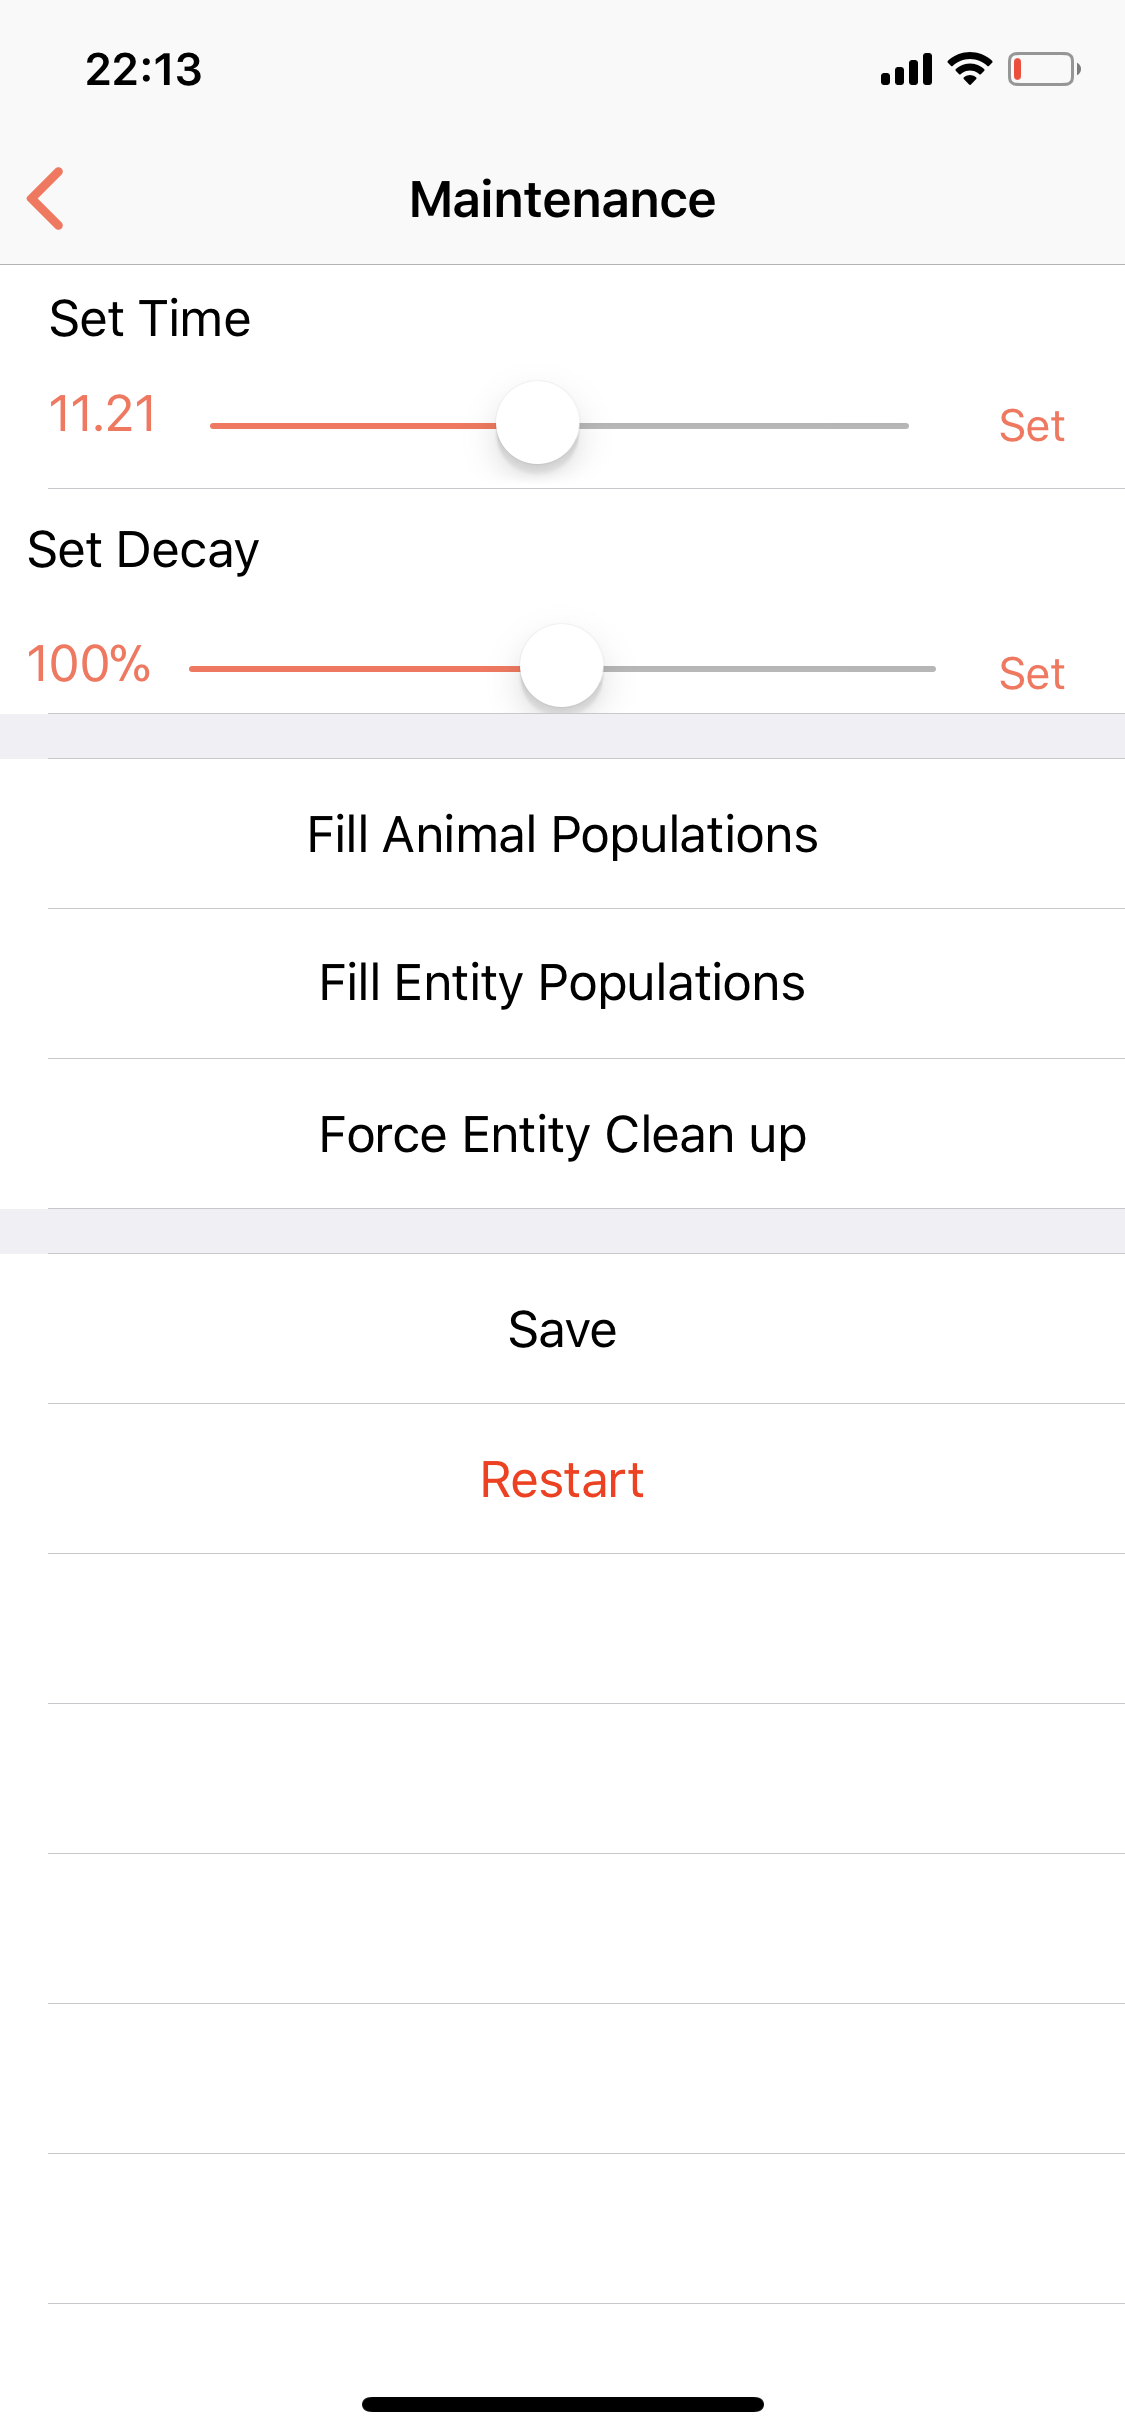 22:13
Maintenance
Set Time
11.21
Set
Set Decay
100%
Set
Fill Animal Populations
Fill Entity Populations
Force Entity Clean up
Save
Restart